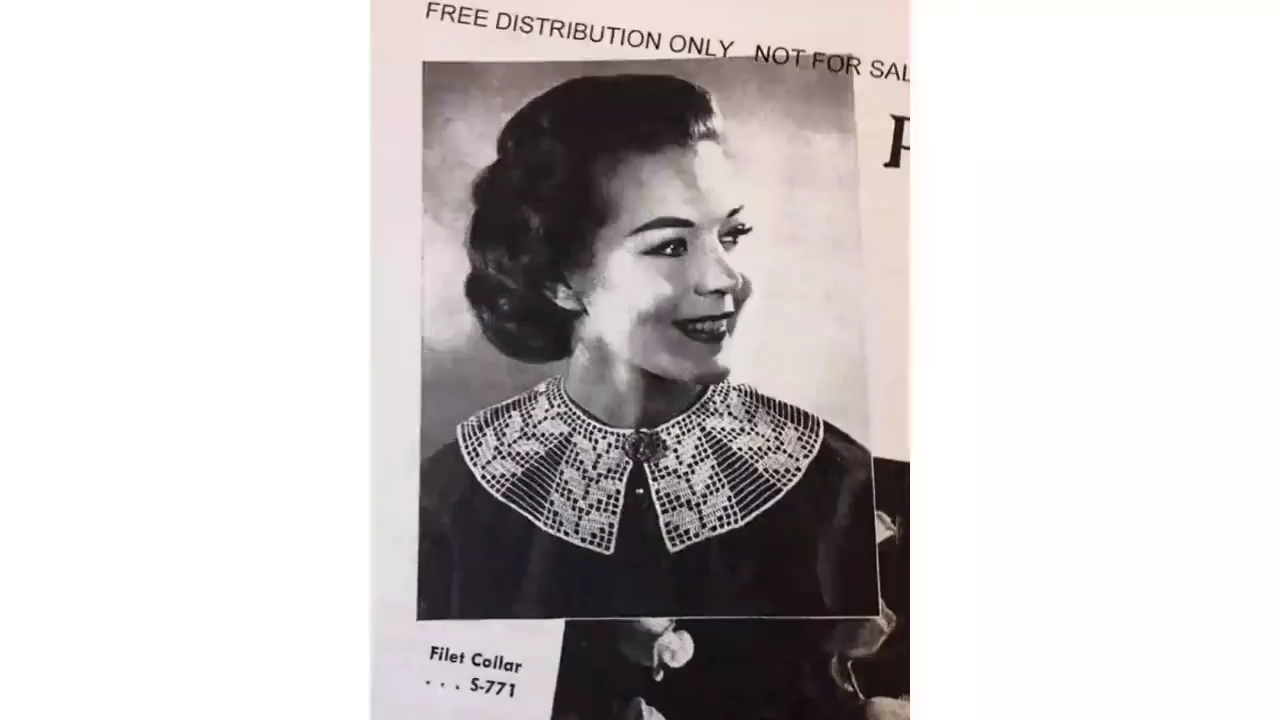 FREE DISTRIBUTION ONLY NOT FOR SAL
Filet Collar
. . . S-771